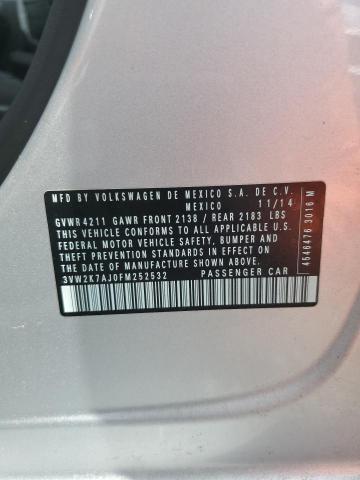 MFD BY VOLKSWAGEN DE MEXICO S.A. DE C.V.
MEXICO 11/14
GVWR 4211 GAWR FRONT 2138 / REAR 2183 LBS
THIS VEHICLE CONFORMS TO ALL APPLICABLE U.S.
FEDERAL MOTOR VEHICLE SAFETY, BUMPER AND
THEFT PREVENTION STANDARDS IN EFFECT ON
THE DATE OF MANUFACTURE SHOWN ABOVE.
3VW2K7AJ0FM252532 PASSENGER CAR
4546476 3016 M